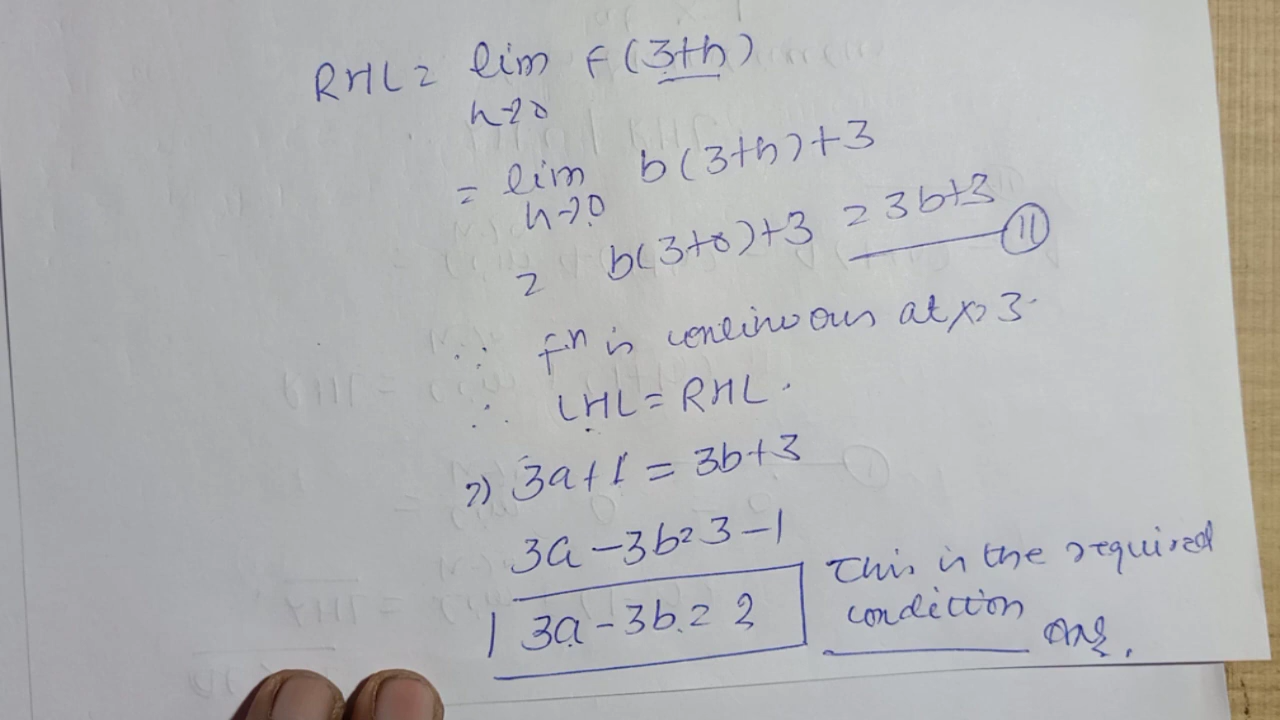 RHL = lim f(3+h)
h→0
= lim b(3+h)+3
h→0
= b(3+0)+3 = 3b+3 (11)
∵ fⁿ is continuous at x=3.
∴ LHL = RHL.
⇒ 3a+1 = 3b+3
3a-3b=3-1
3a-3b=2
This is the required
condition Ans.